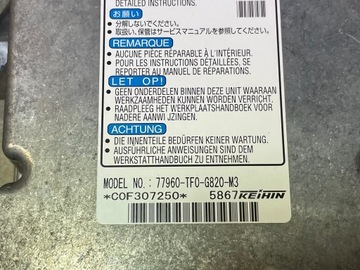 DETAILED INSTRUCTIONS.
お願い
● 分解しないでください。
● 取扱い、保管はサービスマニュアルを参照してください。
REMARQUE
● AUCUNE PIÈCE RÉPARABLE À L'INTÉRIEUR.
● POUR LES INSTRUCTIONS DÉTAILLÉES, SE
REPORTER AU MANUEL DE RÉPARATIONS.
LET OP!
● GEEN ONDERDELEN BINNEN DEZE UNIT WAARAAN
WERKZAAMHEDEN KUNNEN WORDEN VERRICHT.
● RAADPLEEG HET WERKPLAATSHANDBOEK VOOR
NADERE AANWIJZINGEN.
ACHTUNG
● DIE INNENTEILE BEDÜRFEN KEINER WARTUNG.
● AUSFÜHRLICHE ANWEISUNGEN SIND DEM
WERKSTATTHANDBUCH ZU ENTNEHMEN.
MODEL NO.: 77960-TF0-G820-M3
*C0F307250* 5867 KEIHIN